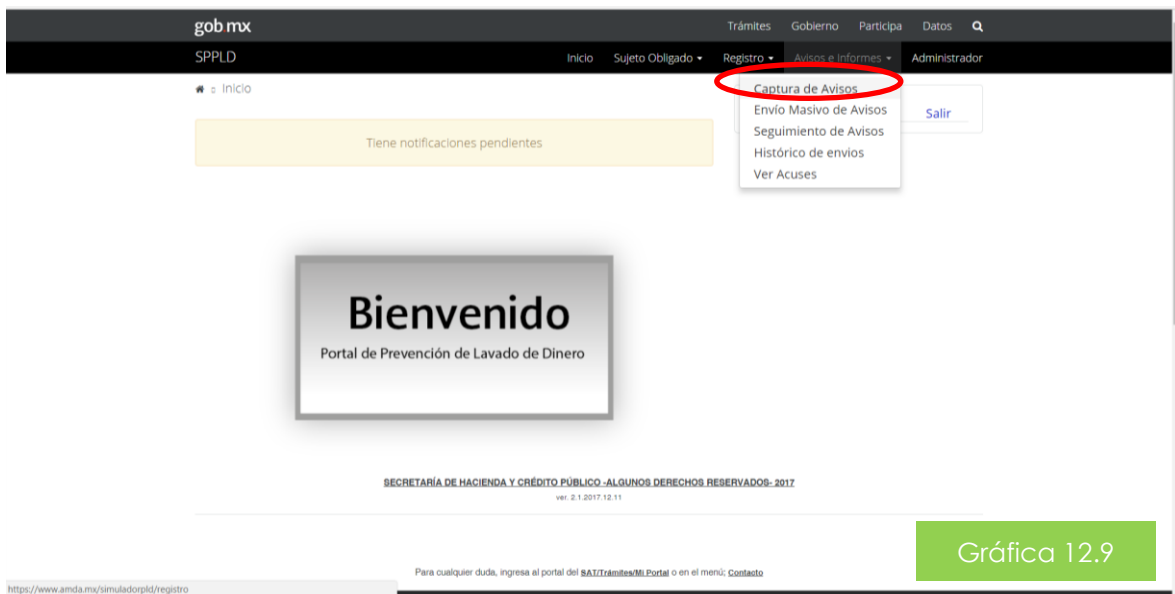 gob.mx
Trámites Gobierno Participa Datos
SPPLD
Inicio Sujeto Obligado Registro Avisos e Informes Administrador
Inicio
Captura de Avisos
Envío Masivo de Avisos
Seguimiento de Avisos
Histórico de envios
Ver Acuses
Salir
Tiene notificaciones pendientes
Bienvenido
Portal de Prevención de Lavado de Dinero
SECRETARÍA DE HACIENDA Y CRÉDITO PÚBLICO -ALGUNOS DERECHOS RESERVADOS- 2017
ver. 2.1.2017.12.11
Gráfica 12.9
Para cualquier duda, ingresa al portal del SAT/Trámites/Mi Portal o en el menú; Contacto
https://www.amda.mx/simuladorpld/registro